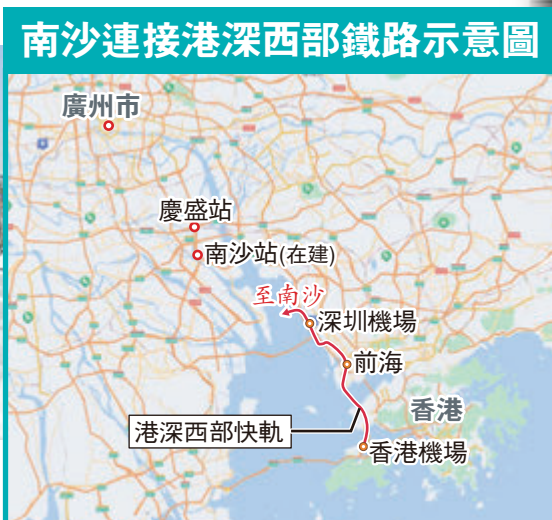 南沙連接港深西部鐵路示意圖
廣州市
慶盛站
南沙站(在建)
至南沙
深圳機場
前海
香港
港深西部快軌
香港機場